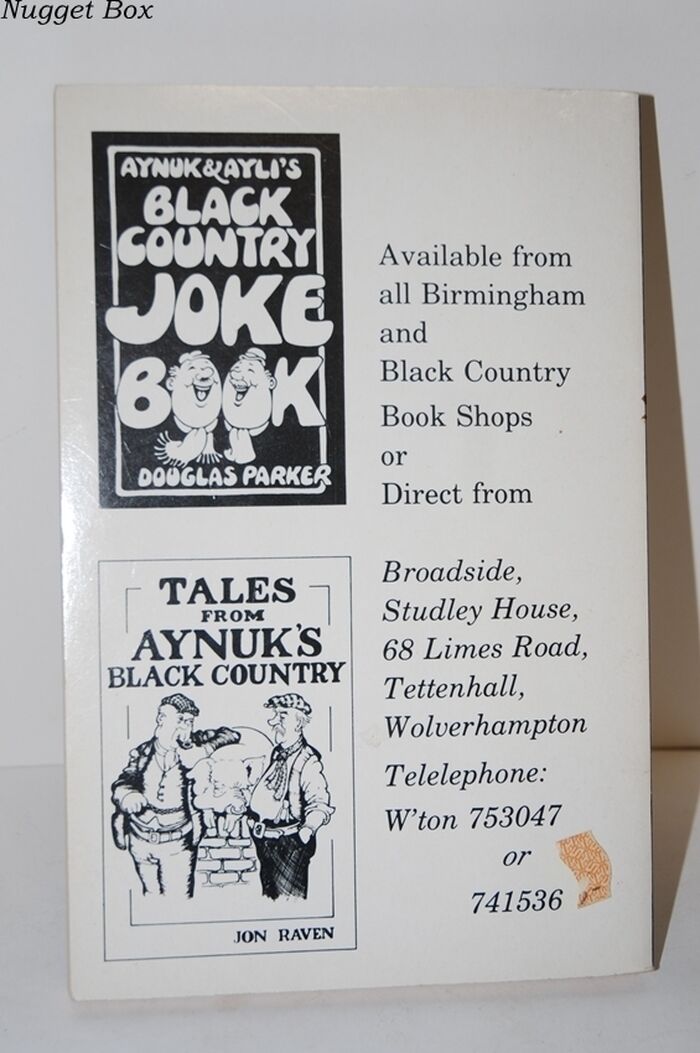 Nugget Box
AYNUK & AYLI'S
BLACK
COUNTRY
JOKE
BOOK
DOUGLAS PARKER
Available from
all Birmingham
and
Black Country
Book Shops
or
Direct from
TALES
FROM
AYNUK'S
BLACK COUNTRY
JON RAVEN
Broadside,
Studley House,
68 Limes Road,
Tettenhall,
Wolverhampton
Telelephone:
W'ton 753047
or
741536